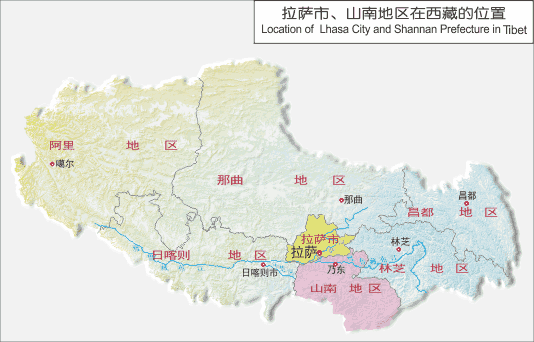 拉萨市、山南地区在西藏的位置
Location of Lhasa City and Shannan Prefecture in Tibet
阿里 地区
噶尔
那曲 地区
那曲
昌都
昌都 地区
拉萨市
拉萨
林芝
日喀则 地区
日喀则市
乃东
林芝 地区
山南 地区